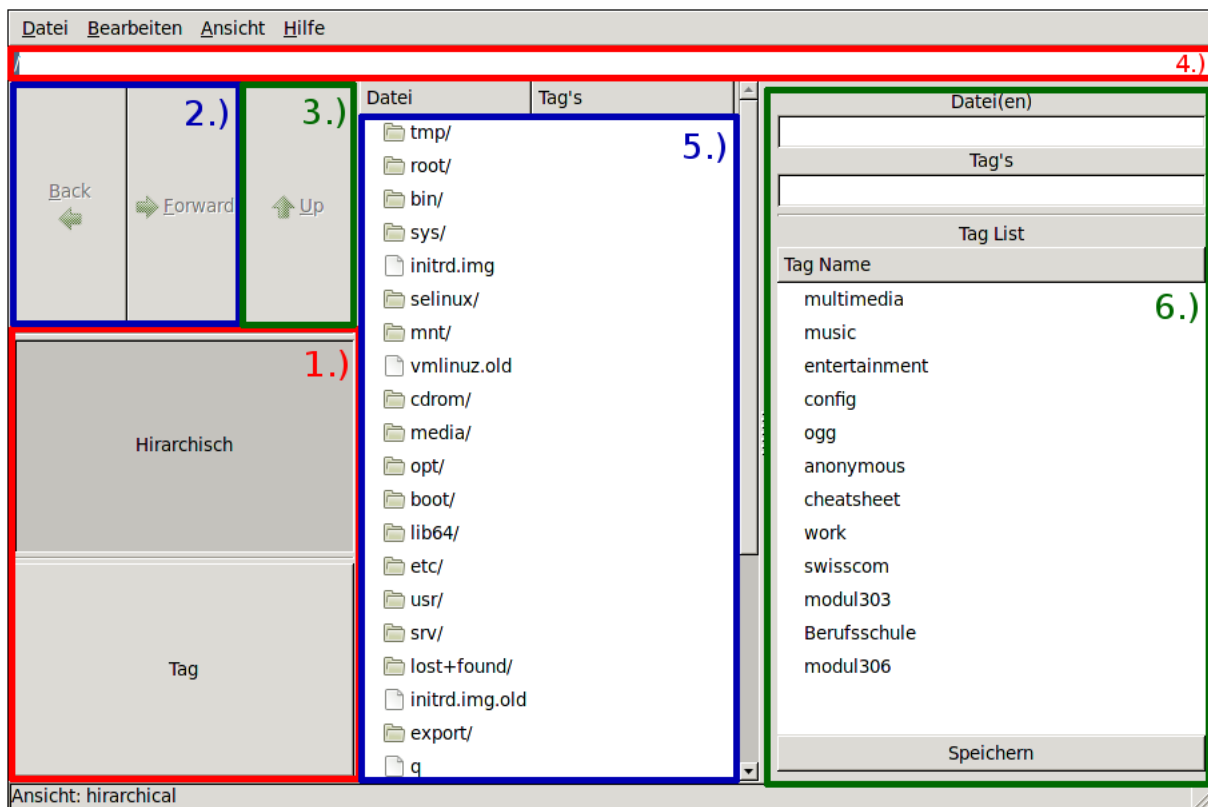 Datei Bearbeiten Ansicht Hilfe
/ 4.)
2.) 3.)
Back Forward Up
1.)
Hirarchisch
Tag
Datei Tag's
5.)
tmp/
root/
bin/
sys/
initrd.img
selinux/
mnt/
vmlinuz.old
cdrom/
media/
opt/
boot/
lib64/
etc/
usr/
srv/
lost+found/
initrd.img.old
export/
q
Datei(en)
Tag's
Tag List
Tag Name
6.)
multimedia
music
entertainment
config
ogg
anonymous
cheatsheet
work
swisscom
modul303
Berufsschule
modul306
Speichern
Ansicht: hirarchical